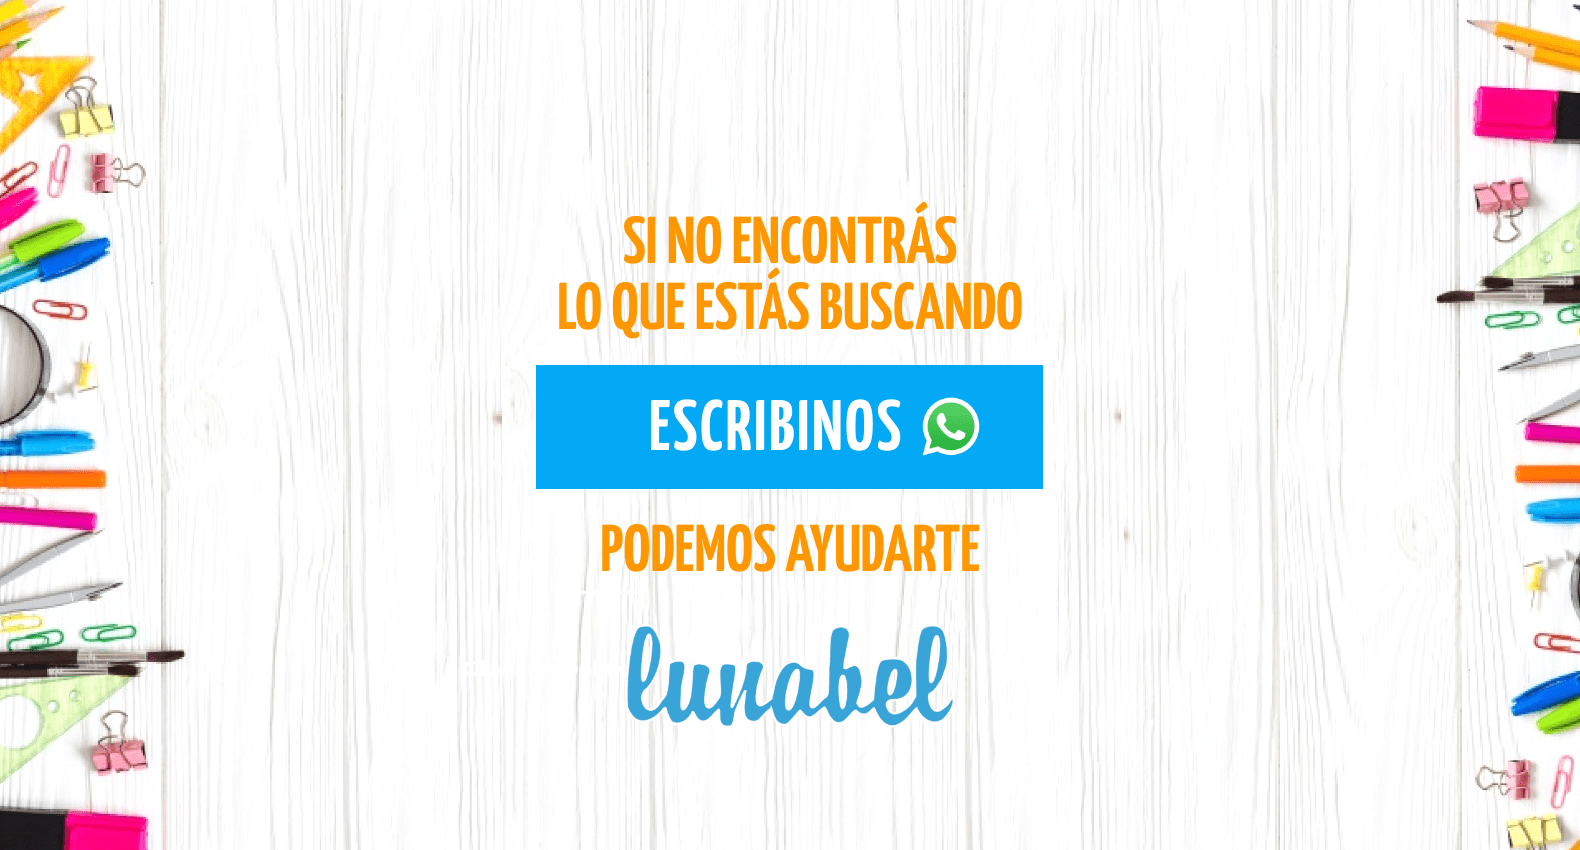 SI NO ENCONTRÁS
LO QUE ESTÁS BUSCANDO
ESCRIBINOS
PODEMOS AYUDARTE
lunabel